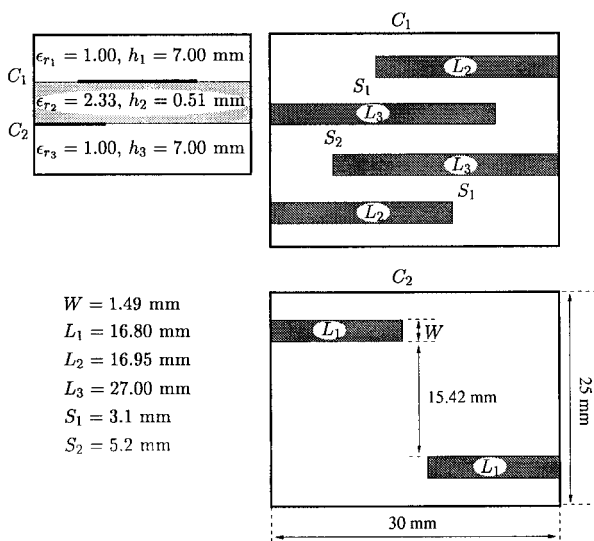 C₁
ϵr₁ = 1.00, h₁ = 7.00 mm
C₁
ϵr₂ = 2.33, h₂ = 0.51 mm
C₂
ϵr₃ = 1.00, h₃ = 7.00 mm
L₂
S₁
L₃
S₂
L₃
S₁
L₂
C₂
W = 1.49 mm
L₁ = 16.80 mm
L₂ = 16.95 mm
L₃ = 27.00 mm
S₁ = 3.1 mm
S₂ = 5.2 mm
L₁
W
15.42 mm
L₁
25 mm
30 mm